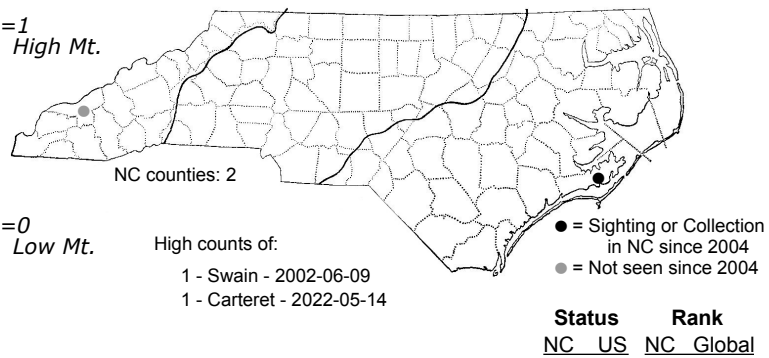 =1
High Mt.
NC counties: 2
=0
Low Mt.
High counts of:
1 - Swain - 2002-06-09
1 - Carteret - 2022-05-14
● = Sighting or Collection
in NC since 2004
● = Not seen since 2004
Status Rank
NC US NC Global